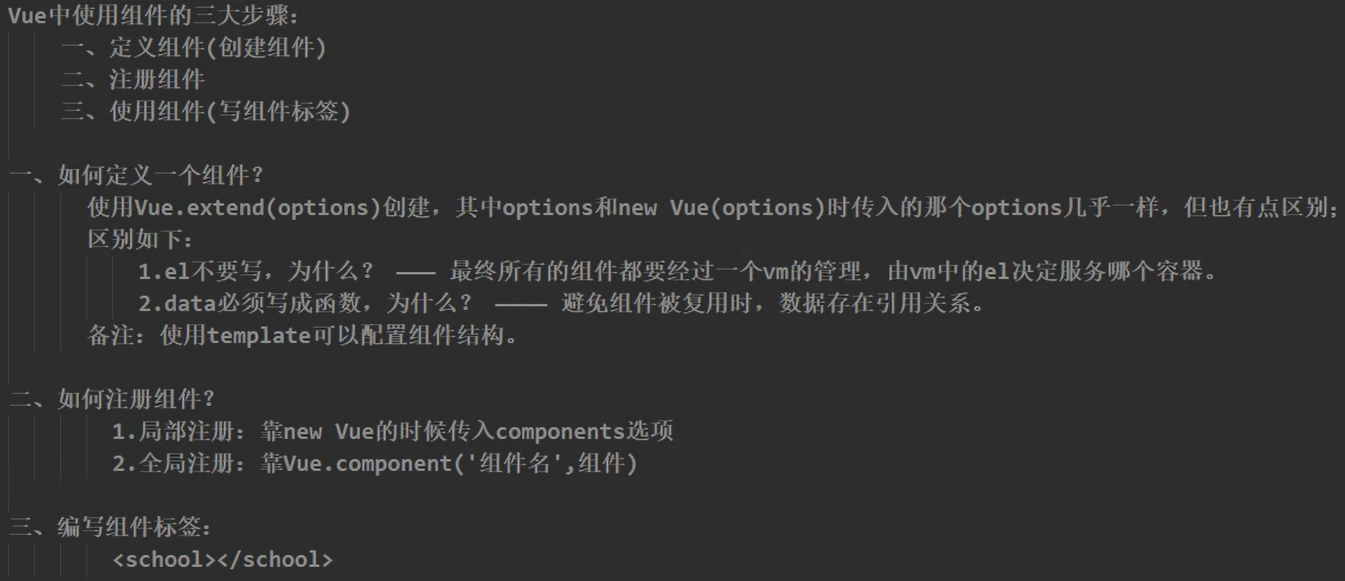 Vue中使用组件的三大步骤:
一、定义组件(创建组件)
二、注册组件
三、使用组件(写组件标签)
一、如何定义一个组件?
使用Vue.extend(options)创建,其中options和new Vue(options)时传入的那个options几乎一样,但也有点区别;
区别如下:
1.el不要写,为什么? ——— 最终所有的组件都要经过一个vm的管理,由vm中的el决定服务哪个容器。
2.data必须写成函数,为什么? ———— 避免组件被复用时,数据存在引用关系。
备注:使用template可以配置组件结构。
二、如何注册组件?
1.局部注册:靠new Vue的时候传入components选项
2.全局注册:靠Vue.component('组件名',组件)
三、编写组件标签:
<school></school>